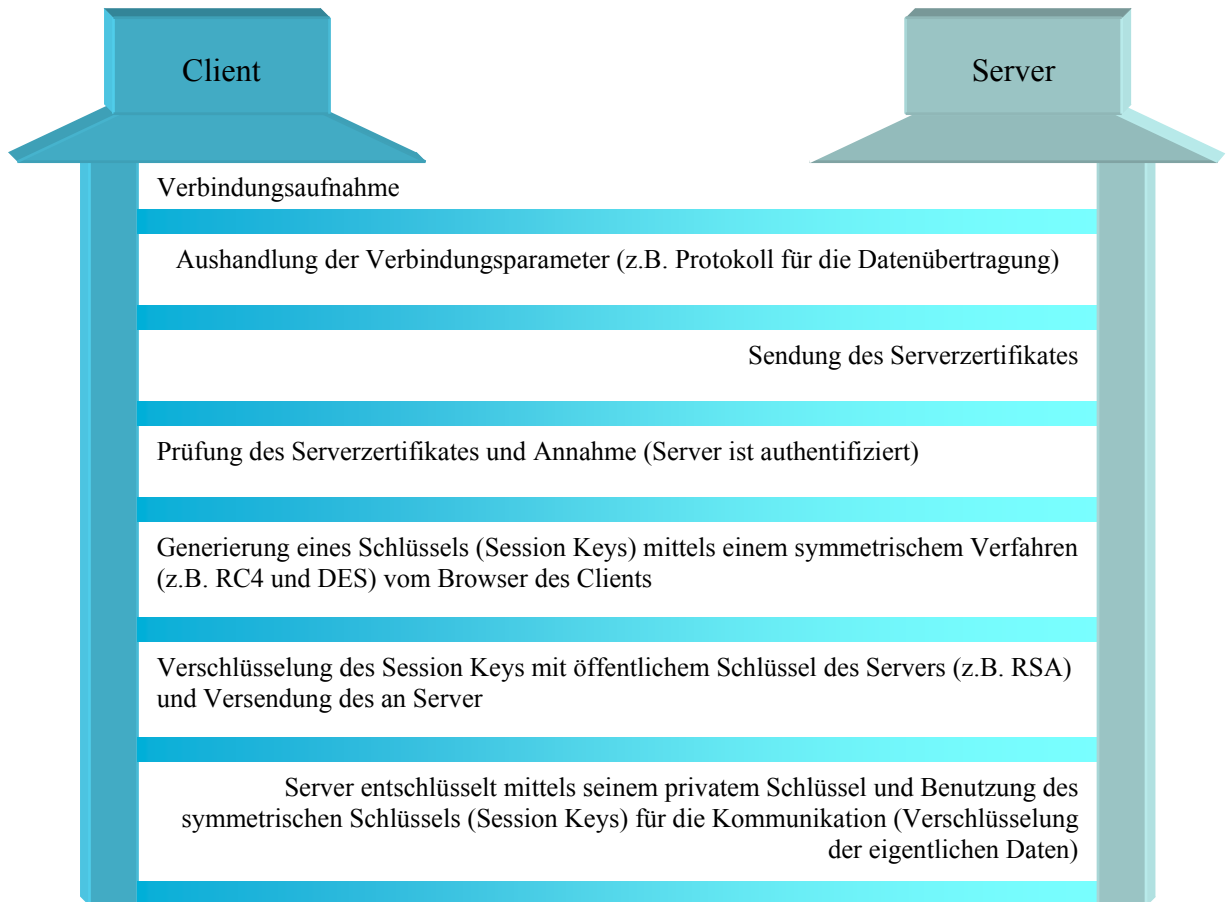 Client
Server
Verbindungsaufnahme
Aushandlung der Verbindungsparameter (z.B. Protokoll für die Datenübertragung)
Sendung des Serverzertifikates
Prüfung des Serverzertifikates und Annahme (Server ist authentifiziert)
Generierung eines Schlüssels (Session Keys) mittels einem symmetrischem Verfahren
(z.B. RC4 und DES) vom Browser des Clients
Verschlüsselung des Session Keys mit öffentlichem Schlüssel des Servers (z.B. RSA)
und Versendung des an Server
Server entschlüsselt mittels seinem privatem Schlüssel und Benutzung des
symmetrischen Schlüssels (Session Keys) für die Kommunikation (Verschlüsselung
der eigentlichen Daten)